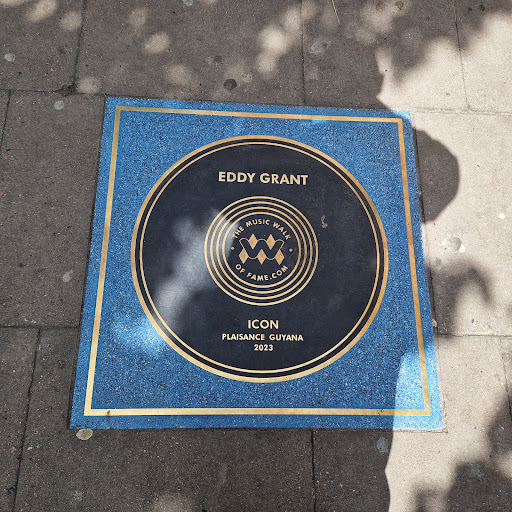 EDDY GRANT
THE MUSIC WALK
OF FAME.COM
ICON
PLAISANCE GUYANA
2023